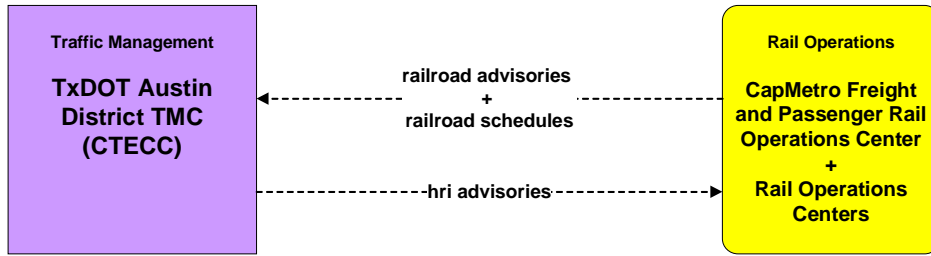 Traffic Management
TxDOT Austin
District TMC
(CTECC)
railroad advisories
+
railroad schedules
hri advisories
Rail Operations
CapMetro Freight
and Passenger Rail
Operations Center
+
Rail Operations
Centers